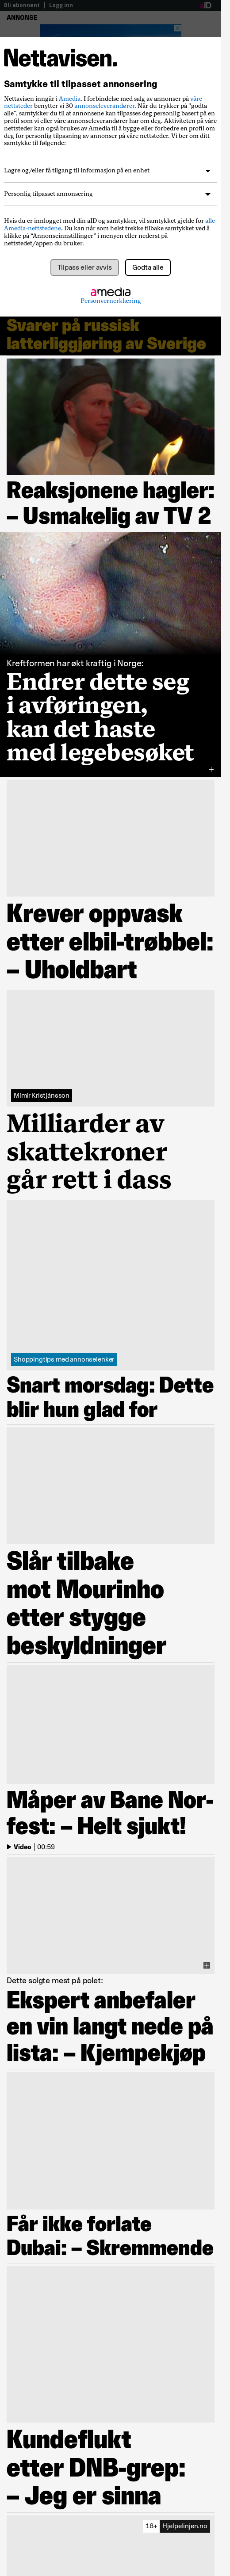 Bli abonnent | Logg inn
aID
ANNONSE
Nettavisen.
Samtykke til tilpasset annonsering
Nettavisen inngår i Amedia. I forbindelse med salg av annonser på våre
nettsteder benytter vi 30 annonseleverandører. Når du trykker på "godta
alle", samtykker du til at annonsene kan tilpasses deg personlig basert på en
profil som vi eller våre annonseleverandører har om deg. Aktiviteten din på våre
nettsteder kan også brukes av Amedia til å bygge eller forbedre en profil om
deg for personlig tilpasning av annonser på våre nettsteder. Vi ber om ditt
samtykke til følgende:
Lagre og/eller få tilgang til informasjon på en enhet
Personlig tilpasset annonsering
Hvis du er innlogget med din aID og samtykker, vil samtykket gjelde for alle
Amedia-nettstedene. Du kan når som helst trekke tilbake samtykket ved å
klikke på “Annonseinnstillinger” i menyen eller nederst på
nettstedet/appen du bruker.
Tilpass eller avvis
Godta alle
amedia
Personvernerklæring
Svarer på russisk
latterliggjøring av Sverige
Reaksjonene hagler:
– Usmakelig av TV 2
Kreftformen har økt kraftig i Norge:
Endrer dette seg
i avføringen,
kan det haste
med legebesøket
Krever oppvask
etter elbil-trøbbel:
– Uholdbart
Mimir Kristjánsson
Milliarder av
skattekroner
går rett i dass
Shoppingtips med annonselenker
Snart morsdag: Dette
blir hun glad for
Slår tilbake
mot Mourinho
etter stygge
beskyldninger
Måper av Bane Nor-
fest: – Helt sjukt!
Video | 00:59
Dette solgte mest på polet:
Ekspert anbefaler
en vin langt nede på
lista: – Kjempekjøp
Får ikke forlate
Dubai: – Skremmende
Kundeflukt
etter DNB-grep:
– Jeg er sinna
18+ Hjelpelinjen.no